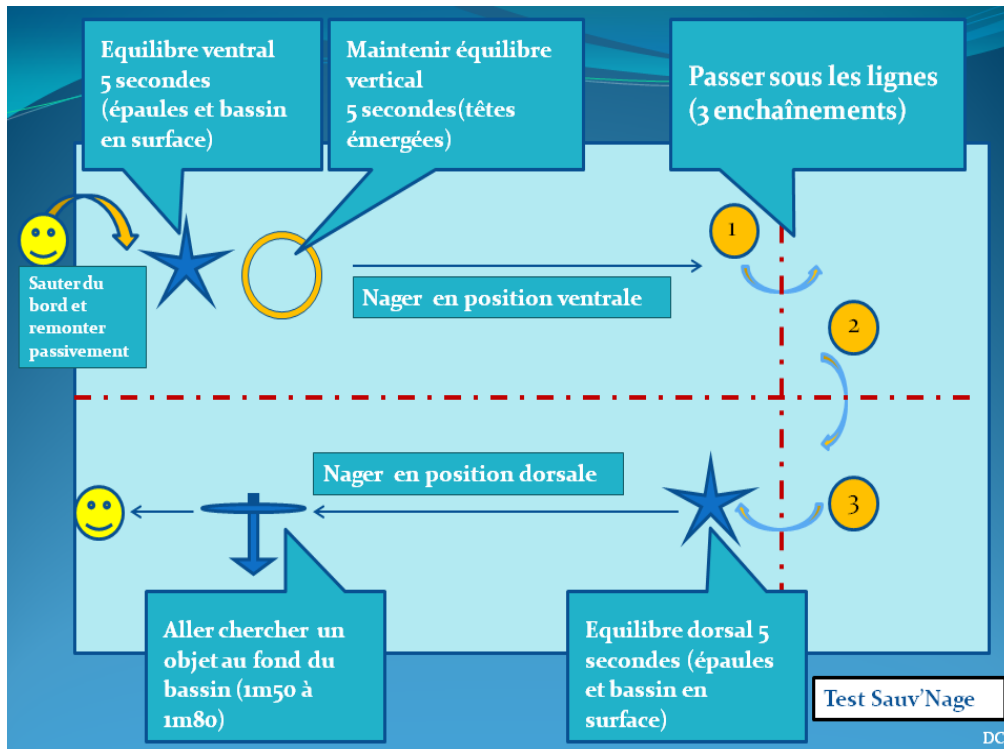 Equilibre ventral
5 secondes
(épaules et bassin
en surface)
Maintenir équilibre
vertical
5 secondes(têtes
émergées)
Passer sous les lignes
(3 enchaînements)
Sauter du
bord et
remonter
passivement
1
Nager en position ventrale
2
Nager en position dorsale
3
Aller chercher un
objet au fond du
bassin (1m50 à
1m80)
Equilibre dorsal 5
secondes (épaules
et bassin en
surface)
Test Sauv'Nage
DC